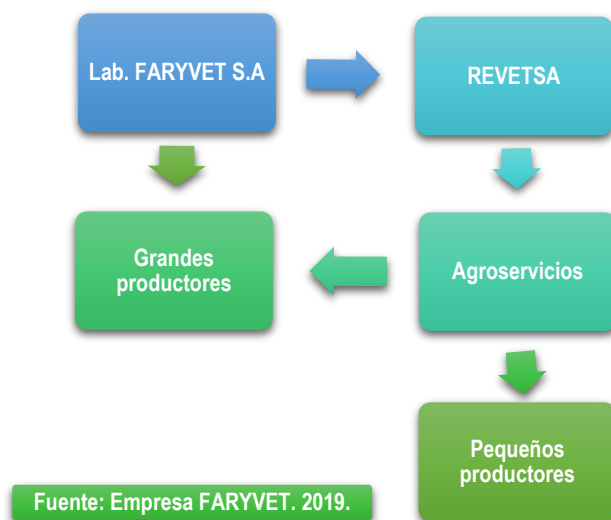 Lab. FARYVET S.A
REVETSA
Grandes
productores
Agroservicios
Pequeños
productores
Fuente: Empresa FARYVET. 2019.